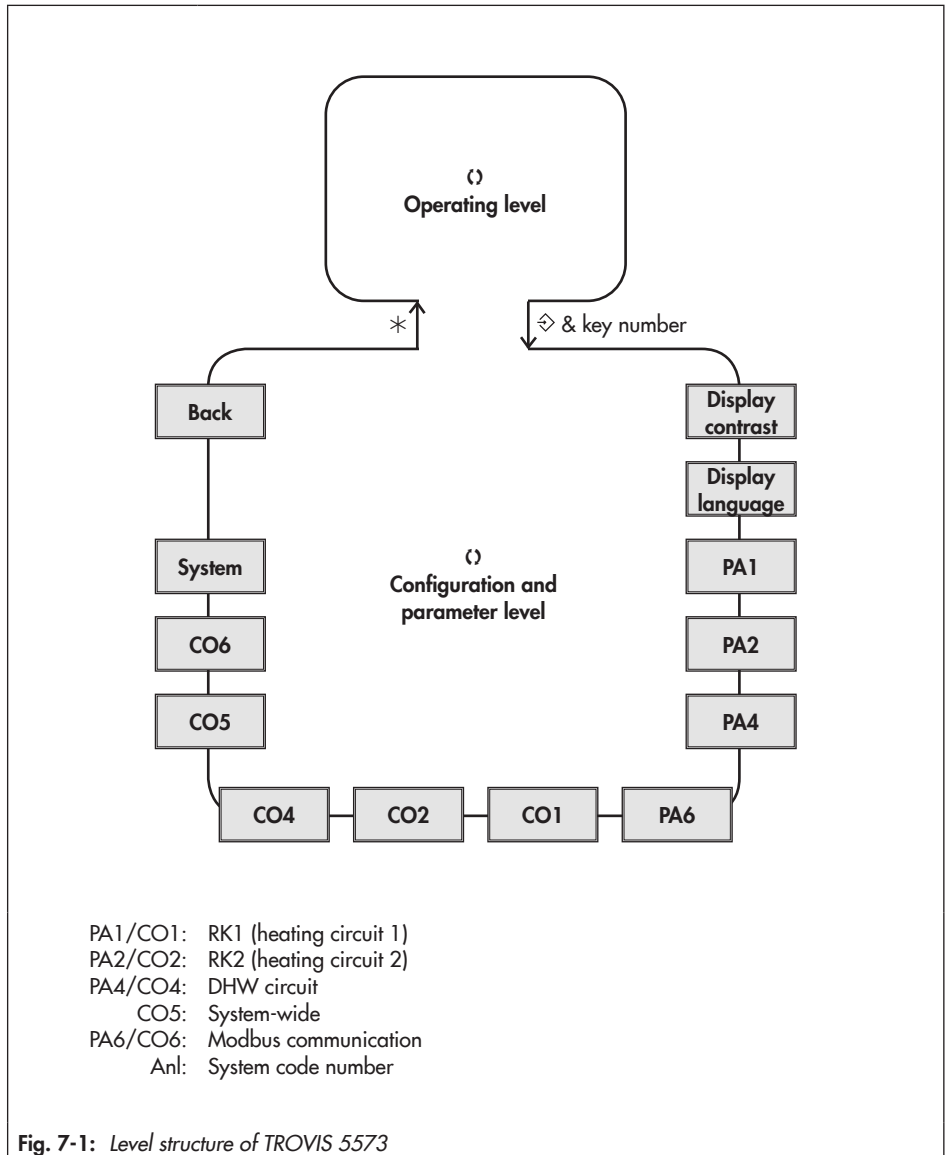 Operating level
*
& key number
Back
Display
contrast
Display
language
System
Configuration and
parameter level
PA1
CO6
PA2
CO5
PA4
CO4
CO2
CO1
PA6
PA1/CO1: RK1 (heating circuit 1)
PA2/CO2: RK2 (heating circuit 2)
PA4/CO4: DHW circuit
CO5: System-wide
PA6/CO6: Modbus communication
Anl: System code number
Fig. 7-1: Level structure of TROVIS 5573